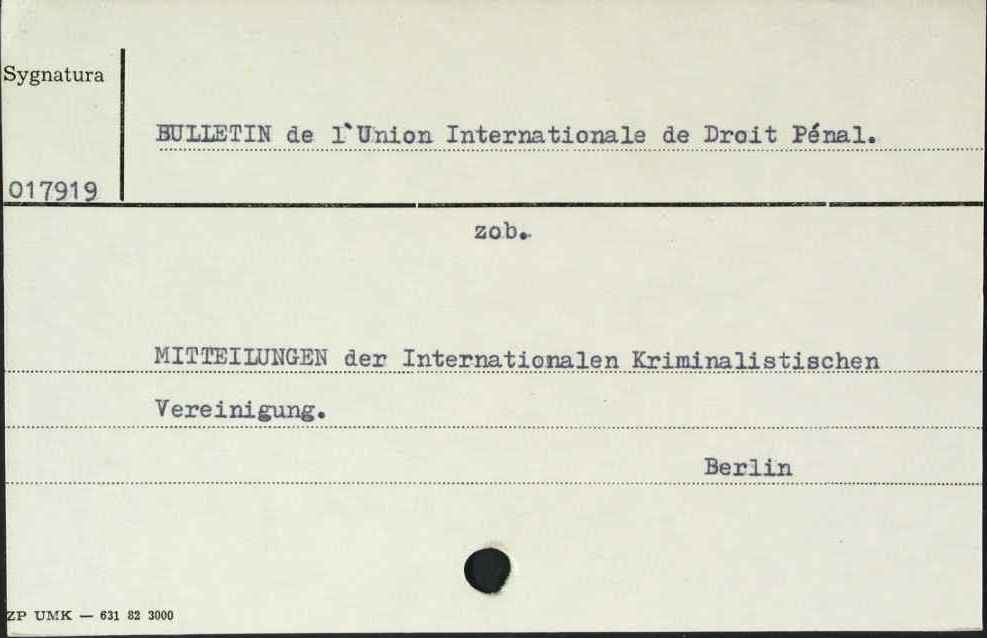 Sygnatura
BULLETIN de l`Union Internationale de Droit Pénal.
017919
zob.
MITTEILUNGEN der Internationalen Kriminalistischen
Vereinigung.
Berlin
ZP UMK — 631 82 3000